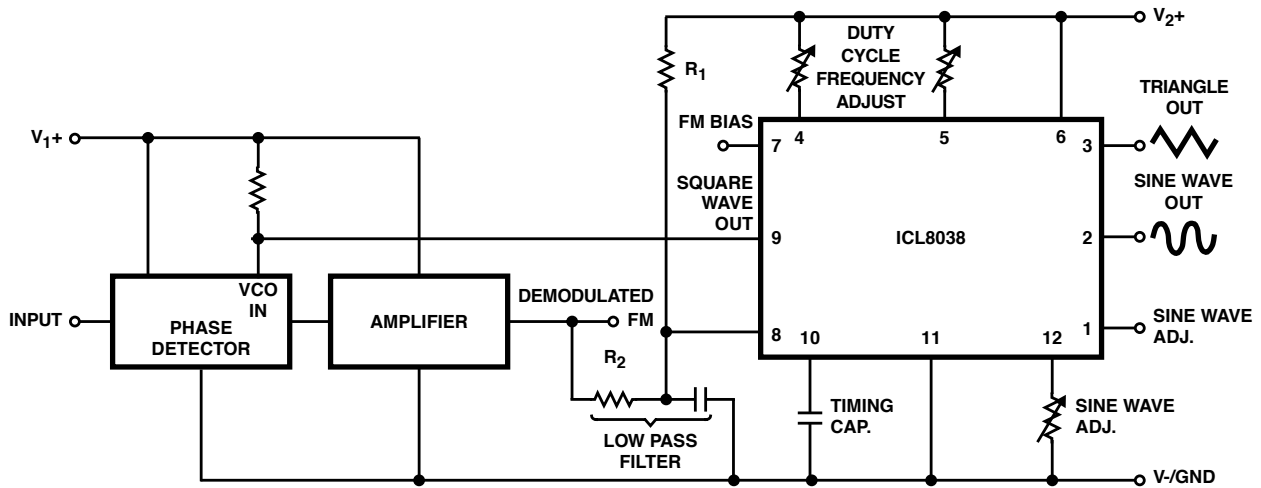 V2+
DUTY
CYCLE
FREQUENCY
ADJUST
R1
TRIANGLE
OUT
V1+
FM BIAS
7
4
5
6
3
SINE WAVE
OUT
SQUARE
WAVE
OUT
9
ICL8038
2
VCO
IN
DEMODULATED
FM
INPUT
PHASE
DETECTOR
AMPLIFIER
8
10
11
12
1
SINE WAVE
ADJ.
R2
TIMING
CAP.
SINE WAVE
ADJ.
LOW PASS
FILTER
V-/GND